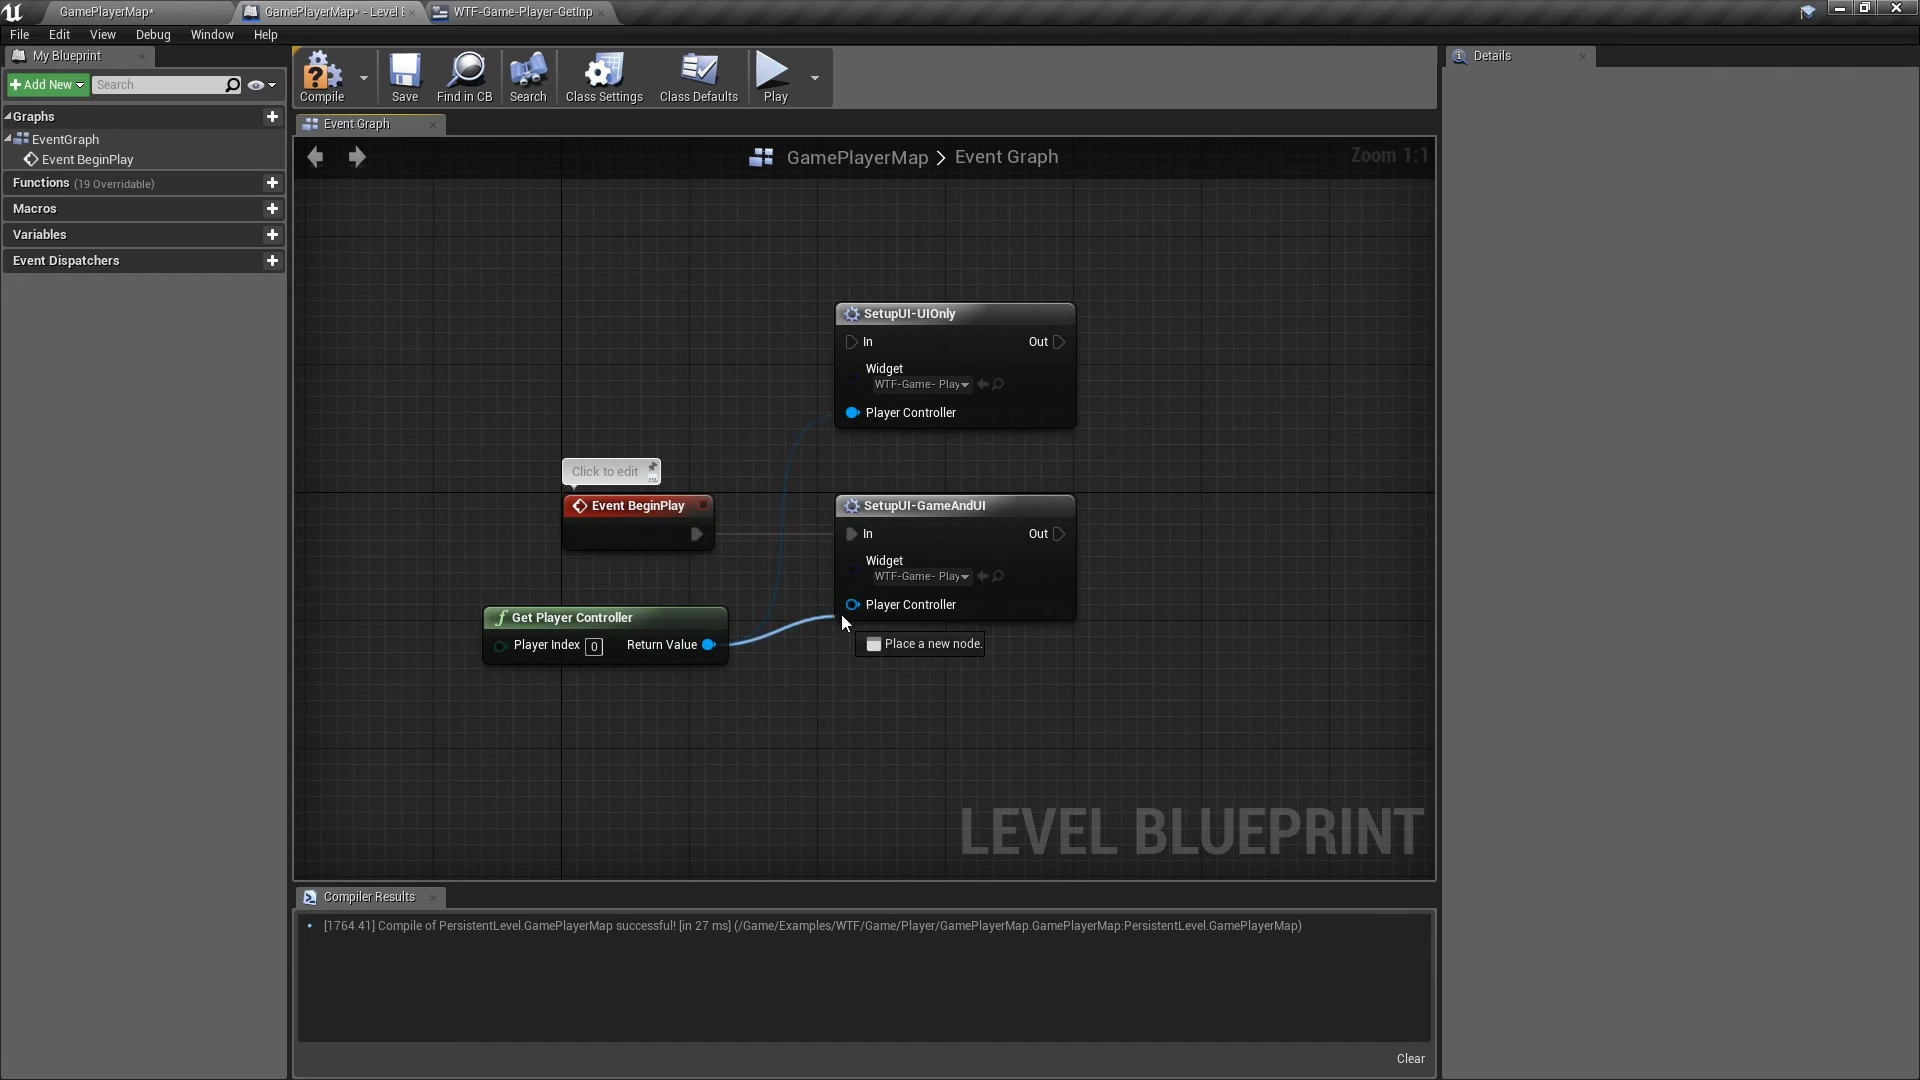 GamePlayerMap*
GamePlayerMap* - Level B
WTF-Game-Player-GetInp
File Edit View Debug Window Help
My Blueprint
Add New
Search
Graphs
EventGraph
Event BeginPlay
Functions (19 Overridable)
Macros
Variables
Event Dispatchers
Compile
Save
Find in CB
Search
Class Settings
Class Defaults
Play
Event Graph
GamePlayerMap > Event Graph
Zoom 1:1
SetupUI-UIOnly
In Out
Widget
WTF-Game- Play
Player Controller
Click to edit
Event BeginPlay
SetupUI-GameAndUI
In Out
Widget
WTF-Game- Play
Player Controller
Get Player Controller
Player Index 0 Return Value
Place a new node.
LEVEL BLUEPRINT
Compiler Results
[1764.41] Compile of PersistentLevel.GamePlayerMap successful! [in 27 ms] (/Game/Examples/WTF/Game/Player/GamePlayerMap.GamePlayerMap:PersistentLevel.GamePlayerMap)
Clear
Details